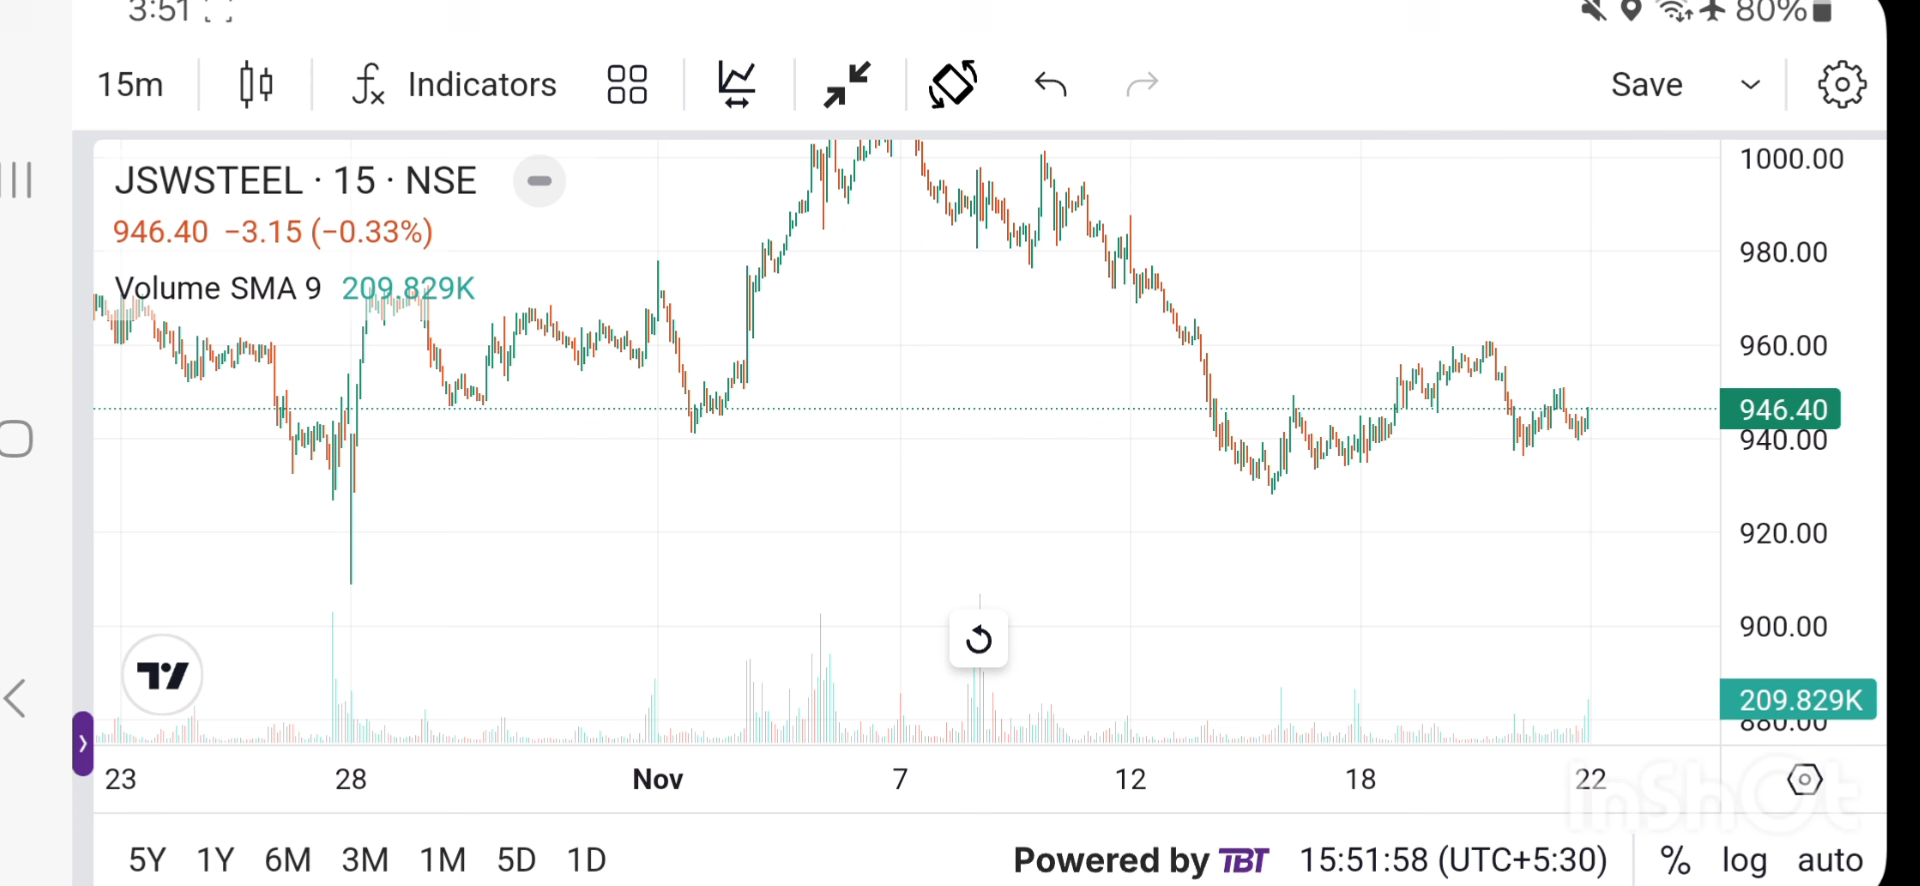 3:51
80%
15m
Indicators
Save
JSWSTEEL · 15 · NSE
946.40 −3.15 (−0.33%)
Volume SMA 9 209.829K
1000.00
980.00
960.00
946.40
940.00
920.00
900.00
209.829K
880.00
23 28 Nov 7 12 18 22
InShOt
5Y 1Y 6M 3M 1M 5D 1D
Powered by TBT 15:51:58 (UTC+5:30) % log auto